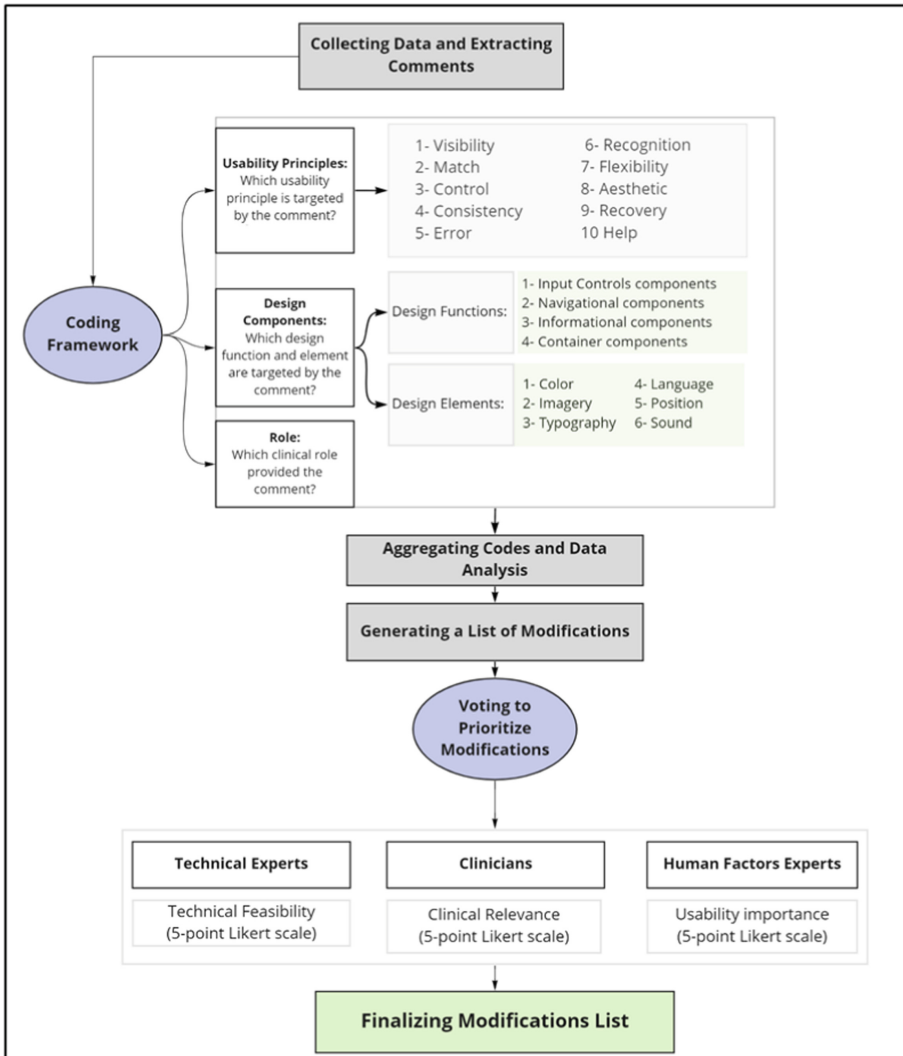 Collecting Data and Extracting
Comments
Usability Principles:
Which usability
principle is targeted
by the comment?
1- Visibility
2- Match
3- Control
4- Consistency
5- Error
6- Recognition
7- Flexibility
8- Aesthetic
9- Recovery
10 Help
Coding
Framework
Design
Components:
Which design
function and element
are targeted by the
comment?
Design Functions:
1- Input Controls components
2- Navigational components
3- Informational components
4- Container components
Design Elements:
1- Color
2- Imagery
3- Typography
4- Language
5- Position
6- Sound
Role:
Which clinical role
provided the
comment?
Aggregating Codes and Data
Analysis
Generating a List of Modifications
Voting to
Prioritize
Modifications
Technical Experts
Technical Feasibility
(5-point Likert scale)
Clinicians
Clinical Relevance
(5-point Likert scale)
Human Factors Experts
Usability importance
(5-point Likert scale)
Finalizing Modifications List